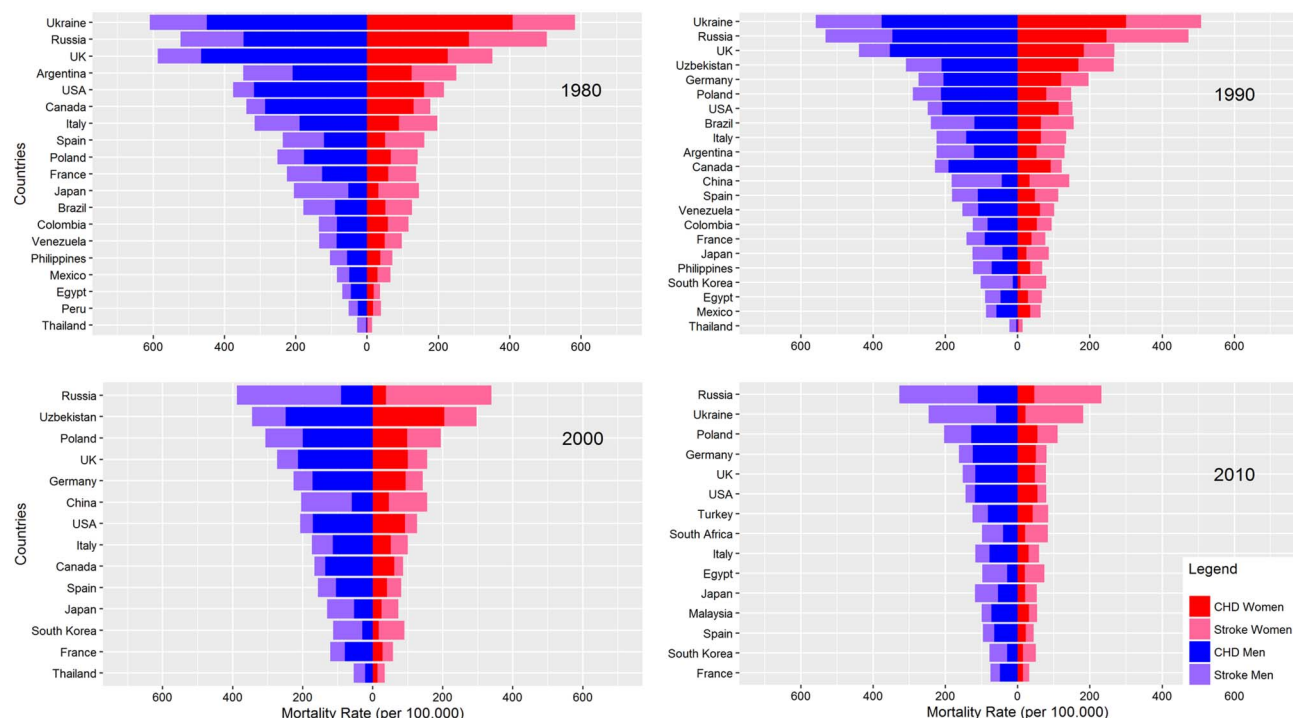 Countries
Ukraine
Russia
UK
Argentina
USA
Canada
Italy
Spain
Poland
France
Japan
Brazil
Colombia
Venezuela
Philippines
Mexico
Egypt
Peru
Thailand
1980
600 400 200 0 200 400 600
Ukraine
Russia
UK
Uzbekistan
Germany
Poland
USA
Brazil
Italy
Argentina
Canada
China
Spain
Venezuela
Colombia
France
Japan
Philippines
South Korea
Egypt
Mexico
Thailand
1990
600 400 200 0 200 400 600
Countries
Russia
Uzbekistan
Poland
UK
Germany
China
USA
Italy
Canada
Spain
Japan
South Korea
France
Thailand
2000
600 400 200 0 200 400 600
Mortality Rate (per 100,000)
Russia
Ukraine
Poland
Germany
UK
USA
Turkey
South Africa
Italy
Egypt
Japan
Malaysia
Spain
South Korea
France
2010
Legend
CHD Women
Stroke Women
CHD Men
Stroke Men
600 400 200 0 200 400 600
Mortality Rate (per 100,000)